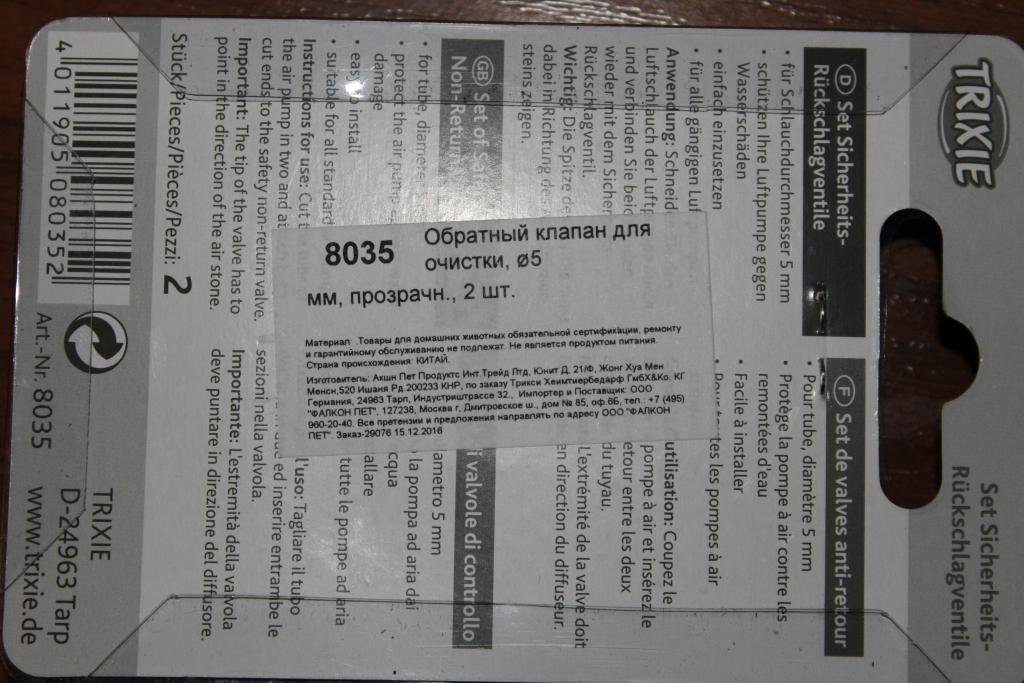 TRIXIE
Set Sicherheits-
Rückschlagventile
D Set Sicherheits-
Rückschlagventile
• für Schlauchdurchmesser 5 mm
• schützen Ihre Luftpumpe gegen
Wasserschäden
• einfach einzusetzen
• für alle gängigen Luf
Anwendung: Schneid
Luftschlauch der Luftp
und verbinden Sie beid
wieder mit dem Sicher
Rückschlagventil.
Wichtig: Die Spitze de
dabei in Richtung des
steins zeigen.
F Set de valves anti-retour
• Pour tube, diamètre 5 mm
• Protège la pompe à air contre les
remontées d'eau
• Facile à installer
• Pour toutes les pompes à air
utilisation: Coupez le
pompe à air et insérez le
etour entre les deux
du tuyau.
L'extrémité de la valve doit
en direction du diffuseur.
GB Set of S
Non-Return
• for tube, diameter
• protect the air pump
damage
• easy to install
• suitable for all standard
Instructions for use: Cut t
the air pump in two and at
cut ends to the safety non-return valve.
Important: The tip of the valve has to
point in the direction of the air stone.
i valvole di controllo
ametro 5 mm
la pompa ad aria dai
cqua
allare
tutte le pompe ad aria
l'uso: Tagliare il tubo
in due ed inserire entrambe le
sezioni nella valvola.
Importante: L'estremità della valvola
deve puntare in direzione del diffusore.
Stück/Pieces/Pièces/Pezzi: 2
4 011905 080352
Art.-Nr. 8035
TRIXIE
D-24963 Tarp
www.trixie.de
8035 Обратный клапан для
очистки, ø5
мм, прозрачн., 2 шт.
Материал: .Товары для домашних животных обязательной сертификации, ремонту
и гарантийному обслуживанию не подлежат. Не является продуктом питания.
Страна происхождения: КИТАЙ.
Изготовитель: Акшн Пет Продуктс Инт.Трейд Лтд, Юнит Д, 21/Ф, Жонг Хуа Мен
Менсн,520 Ишаня Рд 200233 КНР, по заказу Трикси Хеимтиербедарф ГмбХ&Ко. КГ
Германия, 24963 Тарп, Индустриштрассе 32., Импортер и Поставщик: ООО
"ФАЛКОН ПЕТ", 127238, Москва г, Дмитровское ш., дом № 85, оф.6Б, тел.: +7 (495)
960-20-40. Все претензии и предложения направлять по адресу ООО "ФАЛКОН
ПЕТ". Заказ-29076 15.12.2016